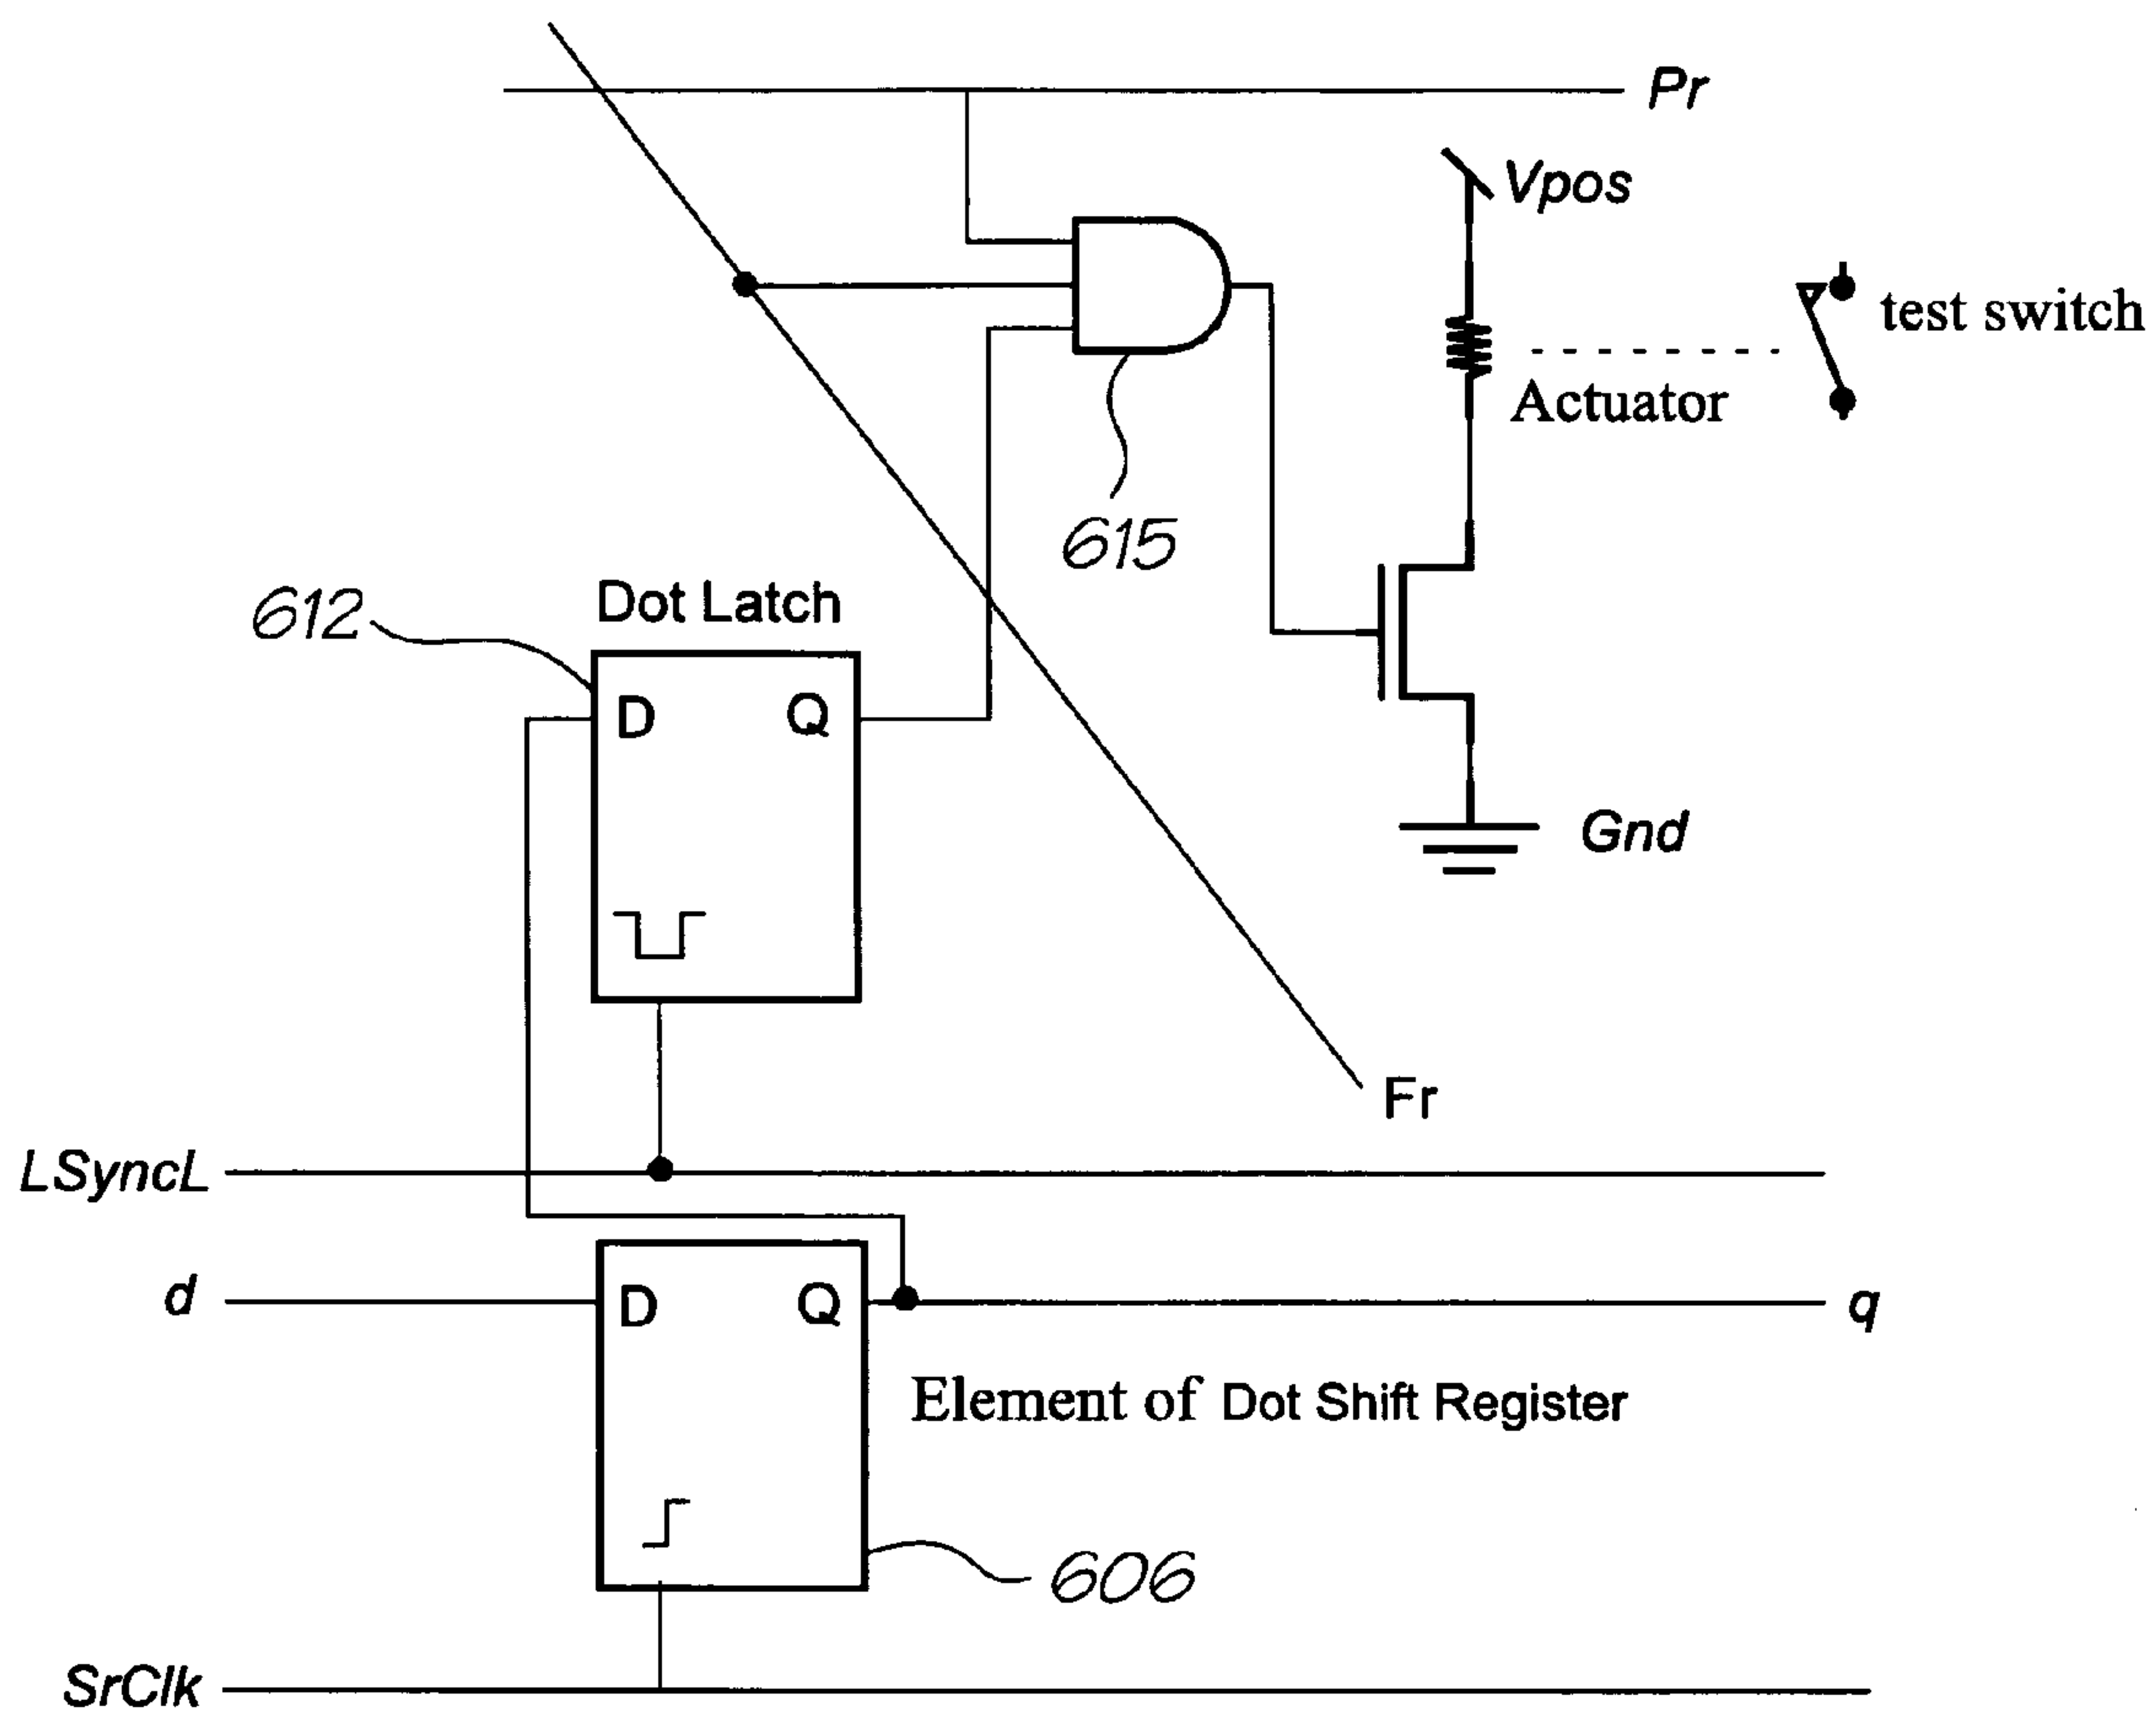 Pr
Vpos
test switch
Actuator
615
612
Dot Latch
D Q
Gnd
Fr
LSyncL
d
D Q
q
Element of Dot Shift Register
606
SrClk